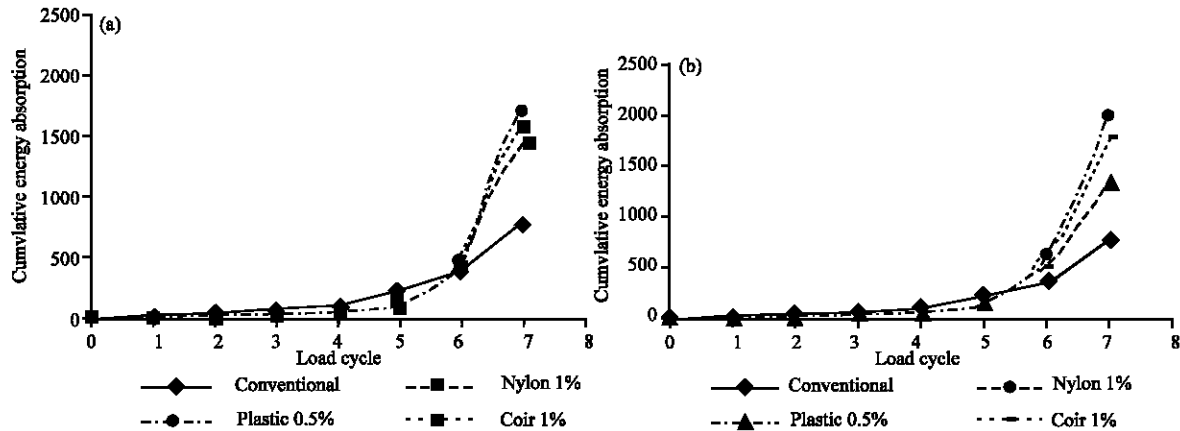 (a)
Cumvlative energy absorption
2500
2000
1500
1000
500
0
0 1 2 3 4 5 6 7 8
Load cycle
Conventional
Nylon 1%
Plastic 0.5%
Coir 1%
(b)
Cumvlative energy absorption
2500
2000
1500
1000
500
0
0 1 2 3 4 5 6 7 8
Load cycle
Conventional
Nylon 1%
Plastic 0.5%
Coir 1%